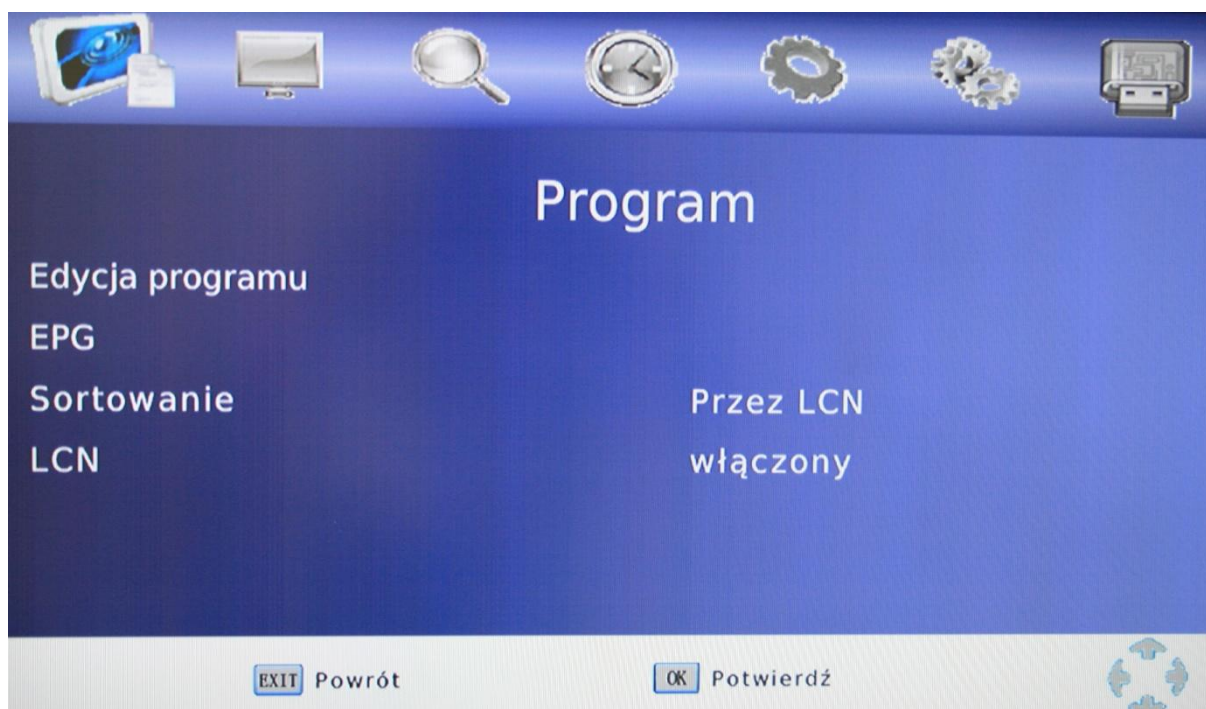 Program
Edycja programu
EPG
Sortowanie Przez LCN
LCN włączony
EXIT Powrót OK Potwierdź